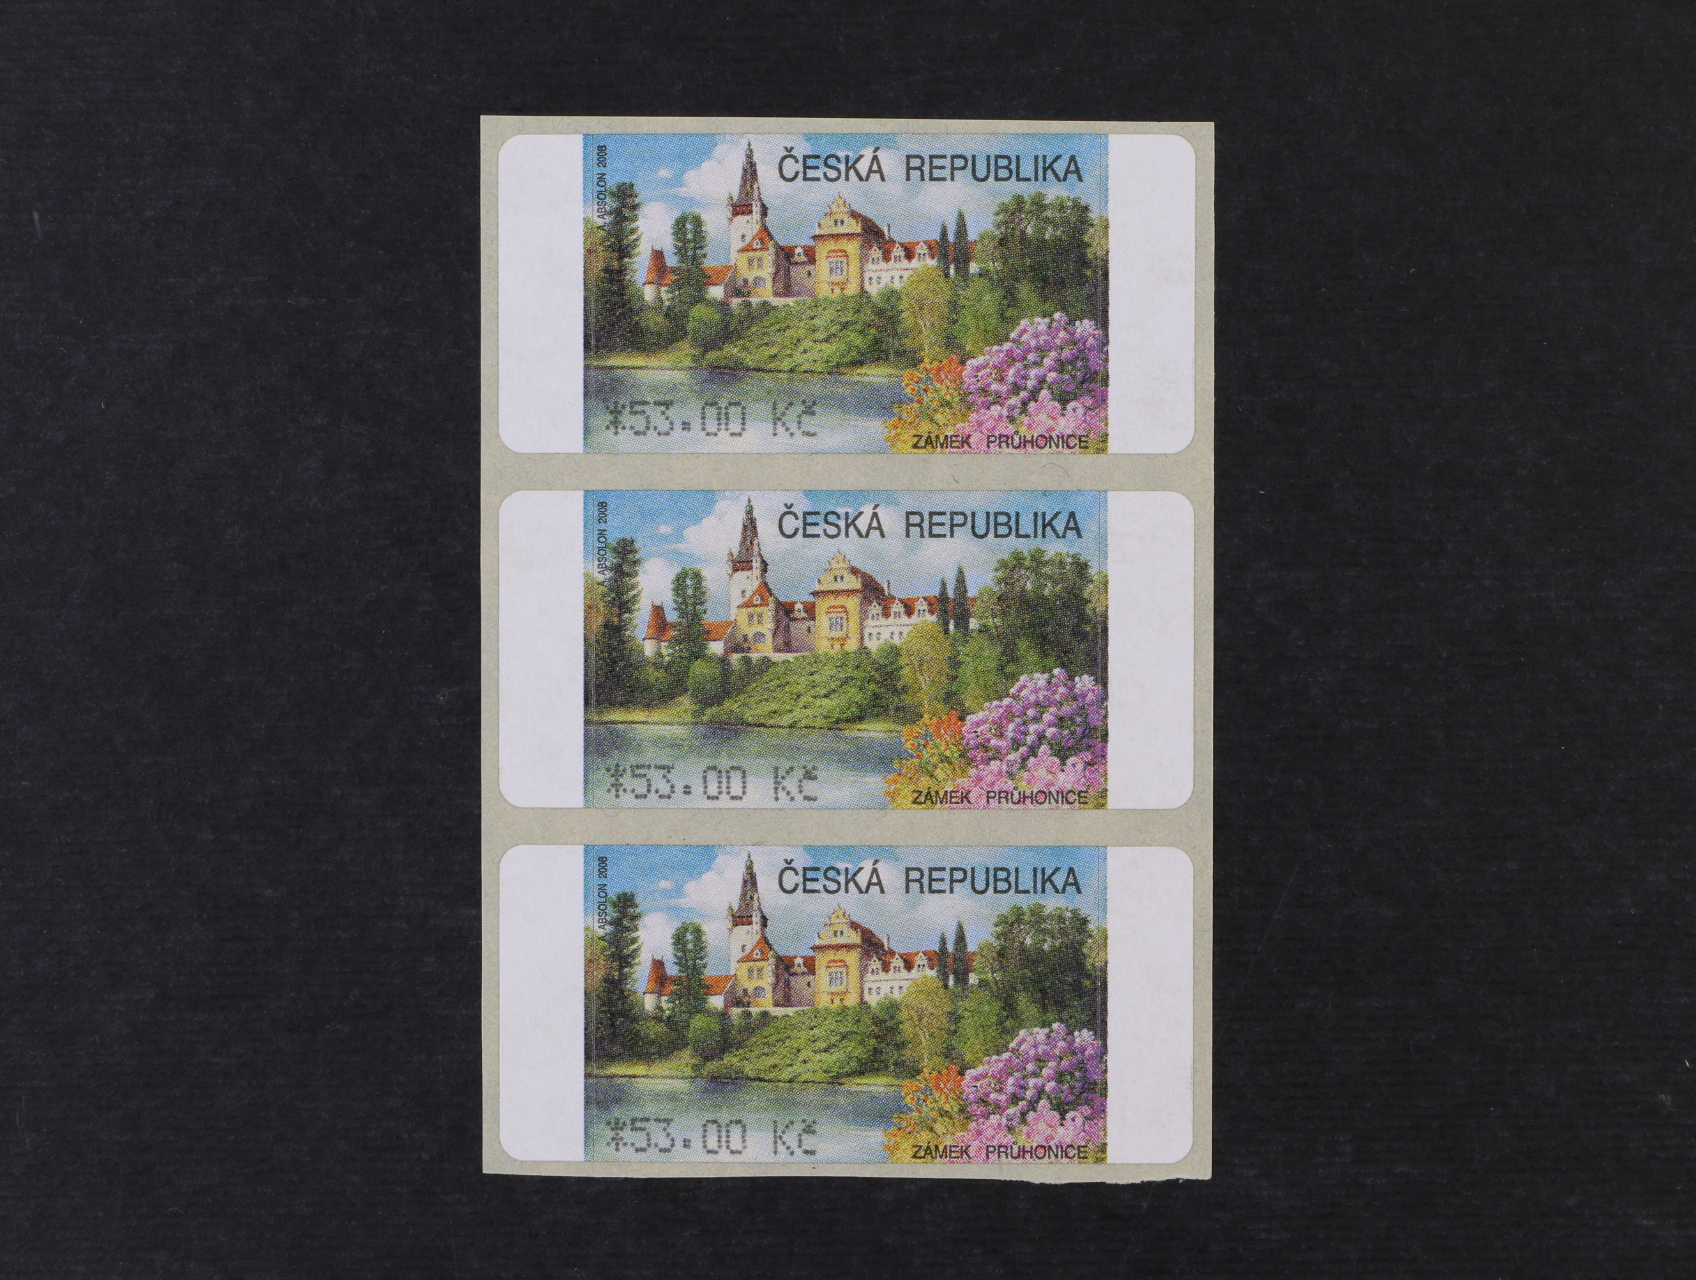 A. ABSOLON 2008
ČESKÁ REPUBLIKA
*53.00 Kč
ZÁMEK PRŮHONICE
ABSOLON 2008
ČESKÁ REPUBLIKA
*53.00 Kč
ZÁMEK PRŮHONICE
ABSOLON 2008
ČESKÁ REPUBLIKA
*53.00 Kč
ZÁMEK PRŮHONICE